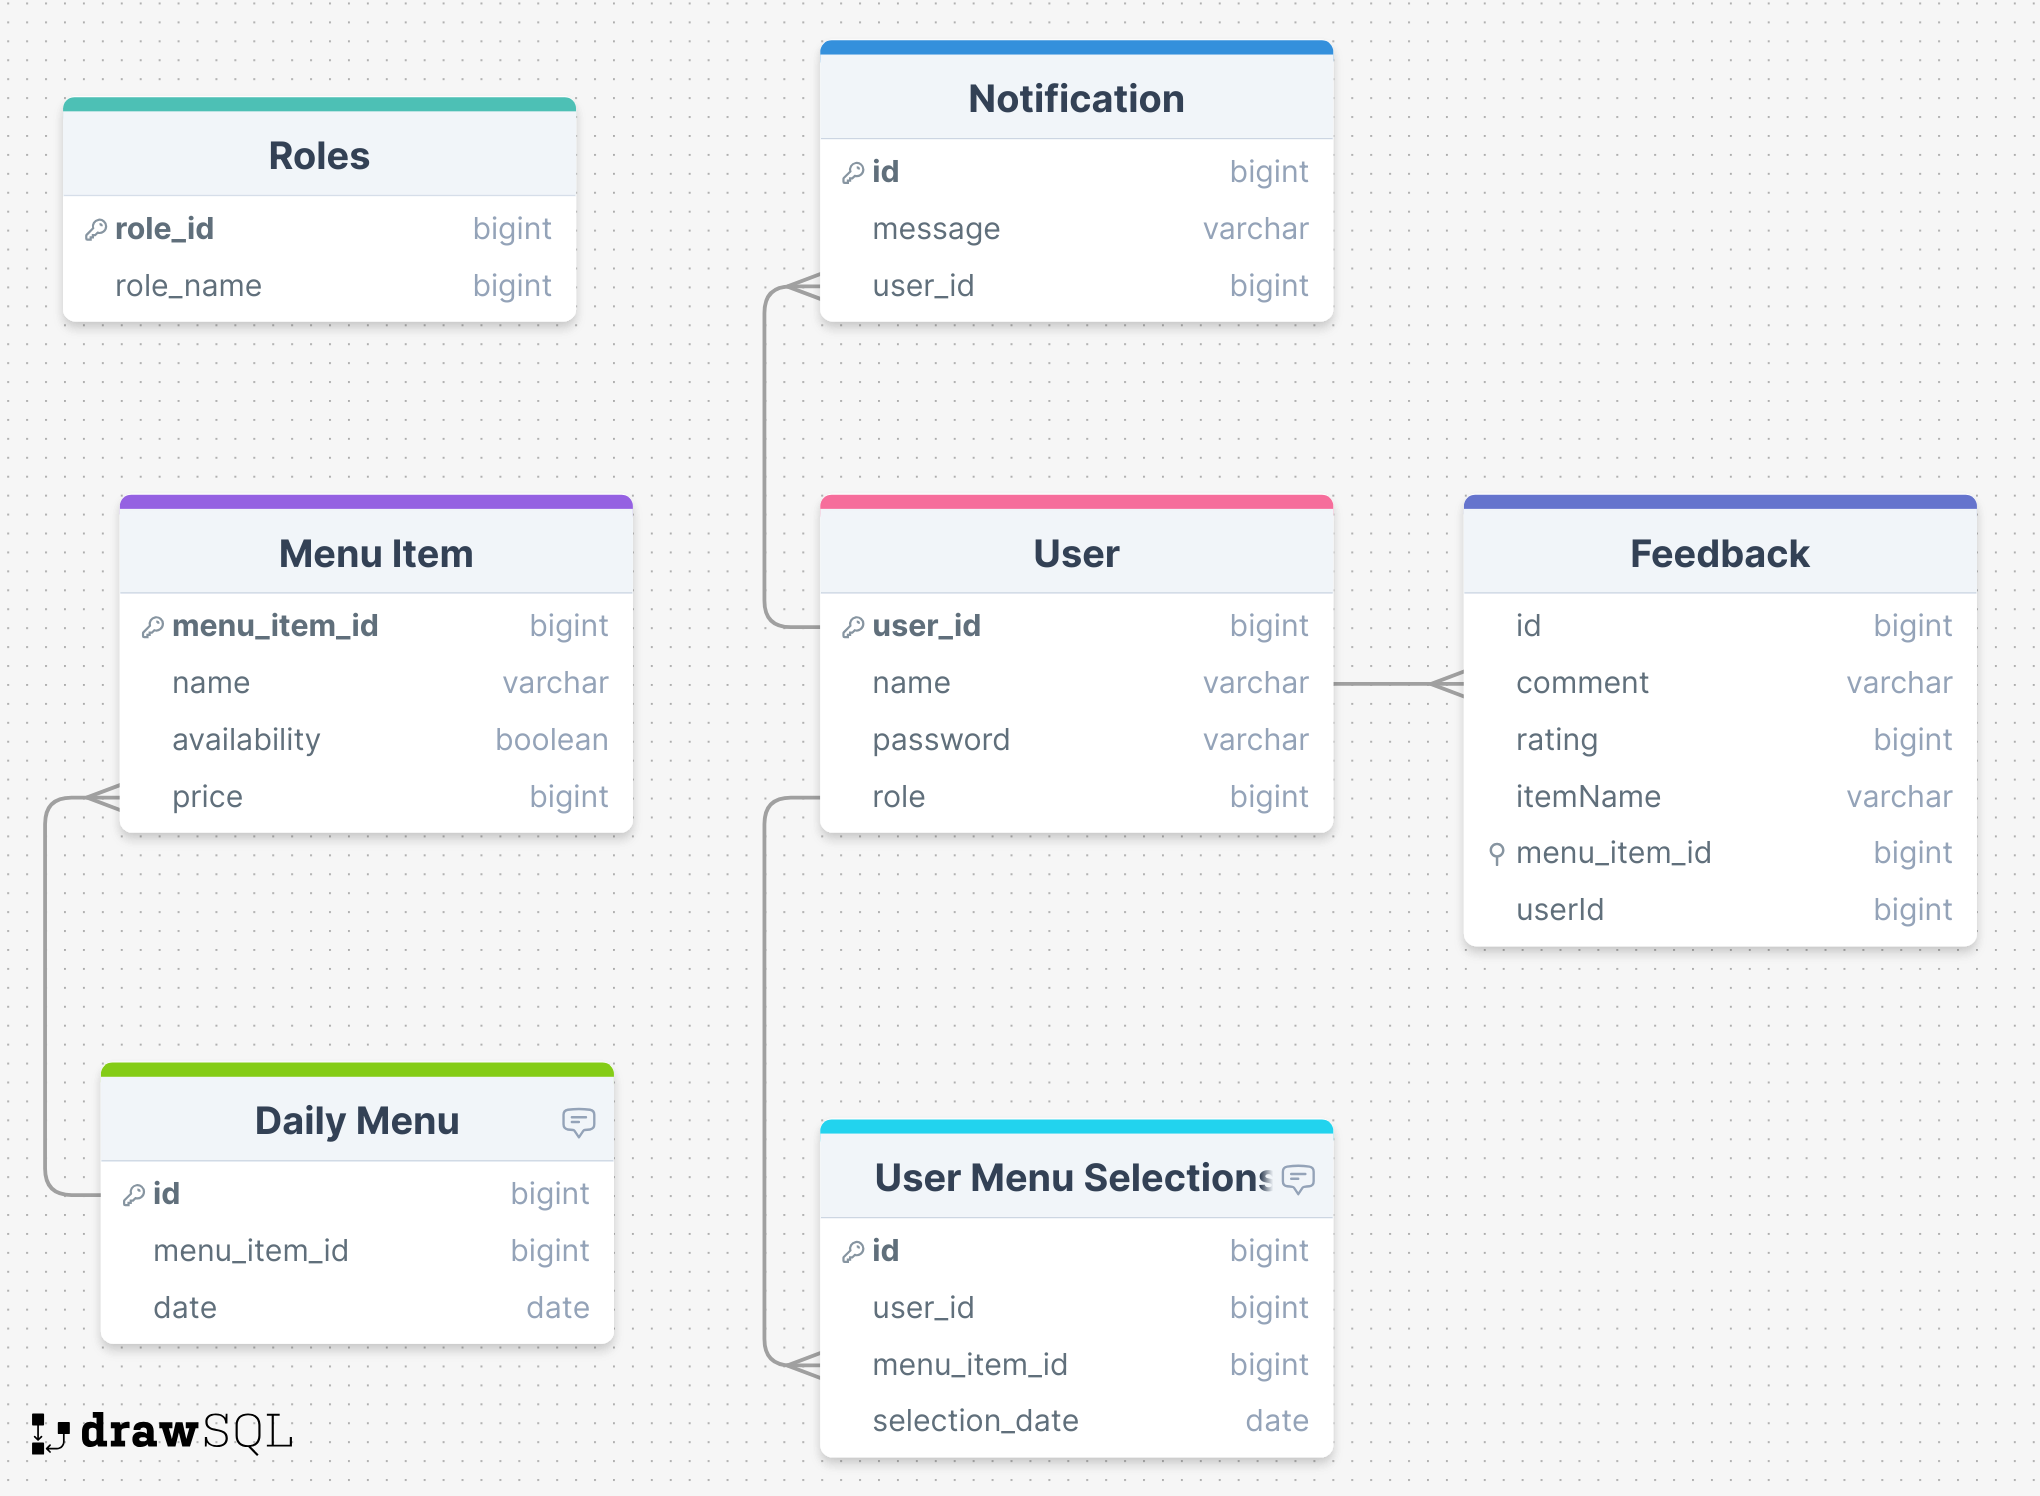 Notification
id bigint
message varchar
user_id bigint
Roles
role_id bigint
role_name bigint
Menu Item
menu_item_id bigint
name varchar
availability boolean
price bigint
User
user_id bigint
name varchar
password varchar
role bigint
Feedback
id bigint
comment varchar
rating bigint
itemName varchar
menu_item_id bigint
userId bigint
Daily Menu
id bigint
menu_item_id bigint
date date
User Menu Selections
id bigint
user_id bigint
menu_item_id bigint
selection_date date
drawSQL